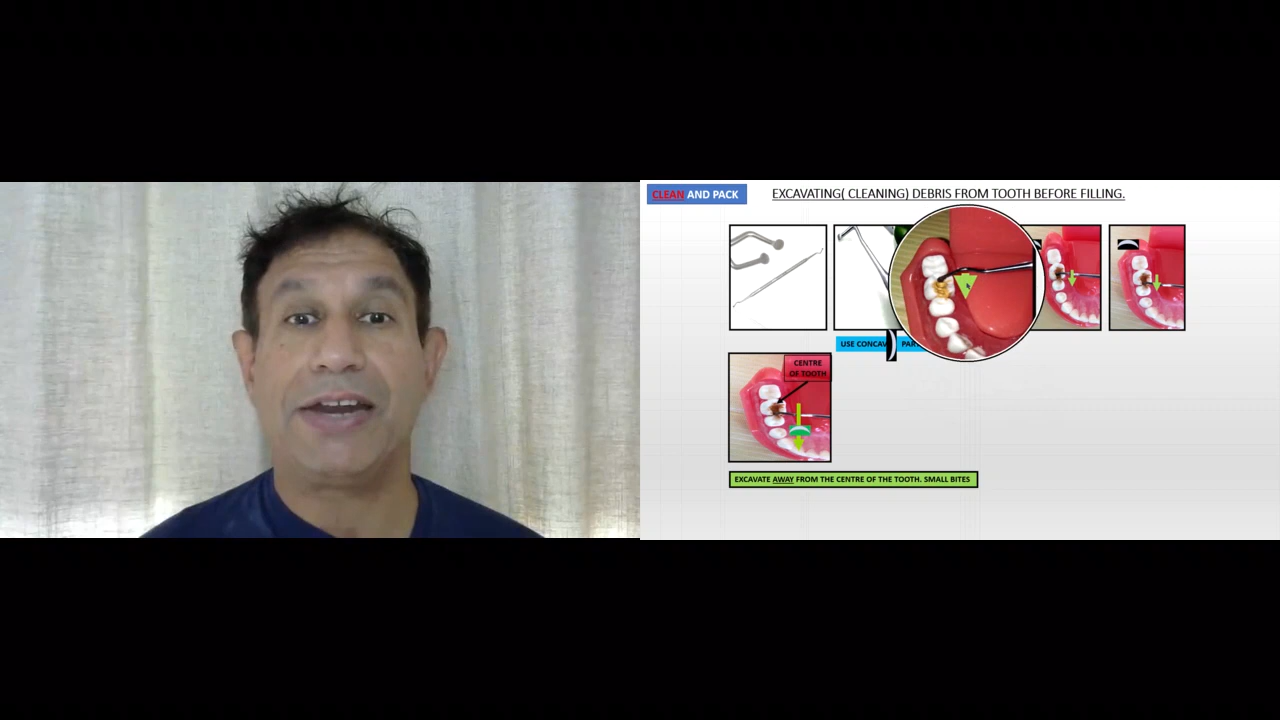 CLEAN AND PACK
EXCAVATING( CLEANING) DEBRIS FROM TOOTH BEFORE FILLING.
USE CONCAV PAR
CENTRE
OF TOOTH
EXCAVATE AWAY FROM THE CENTRE OF THE TOOTH. SMALL BITES